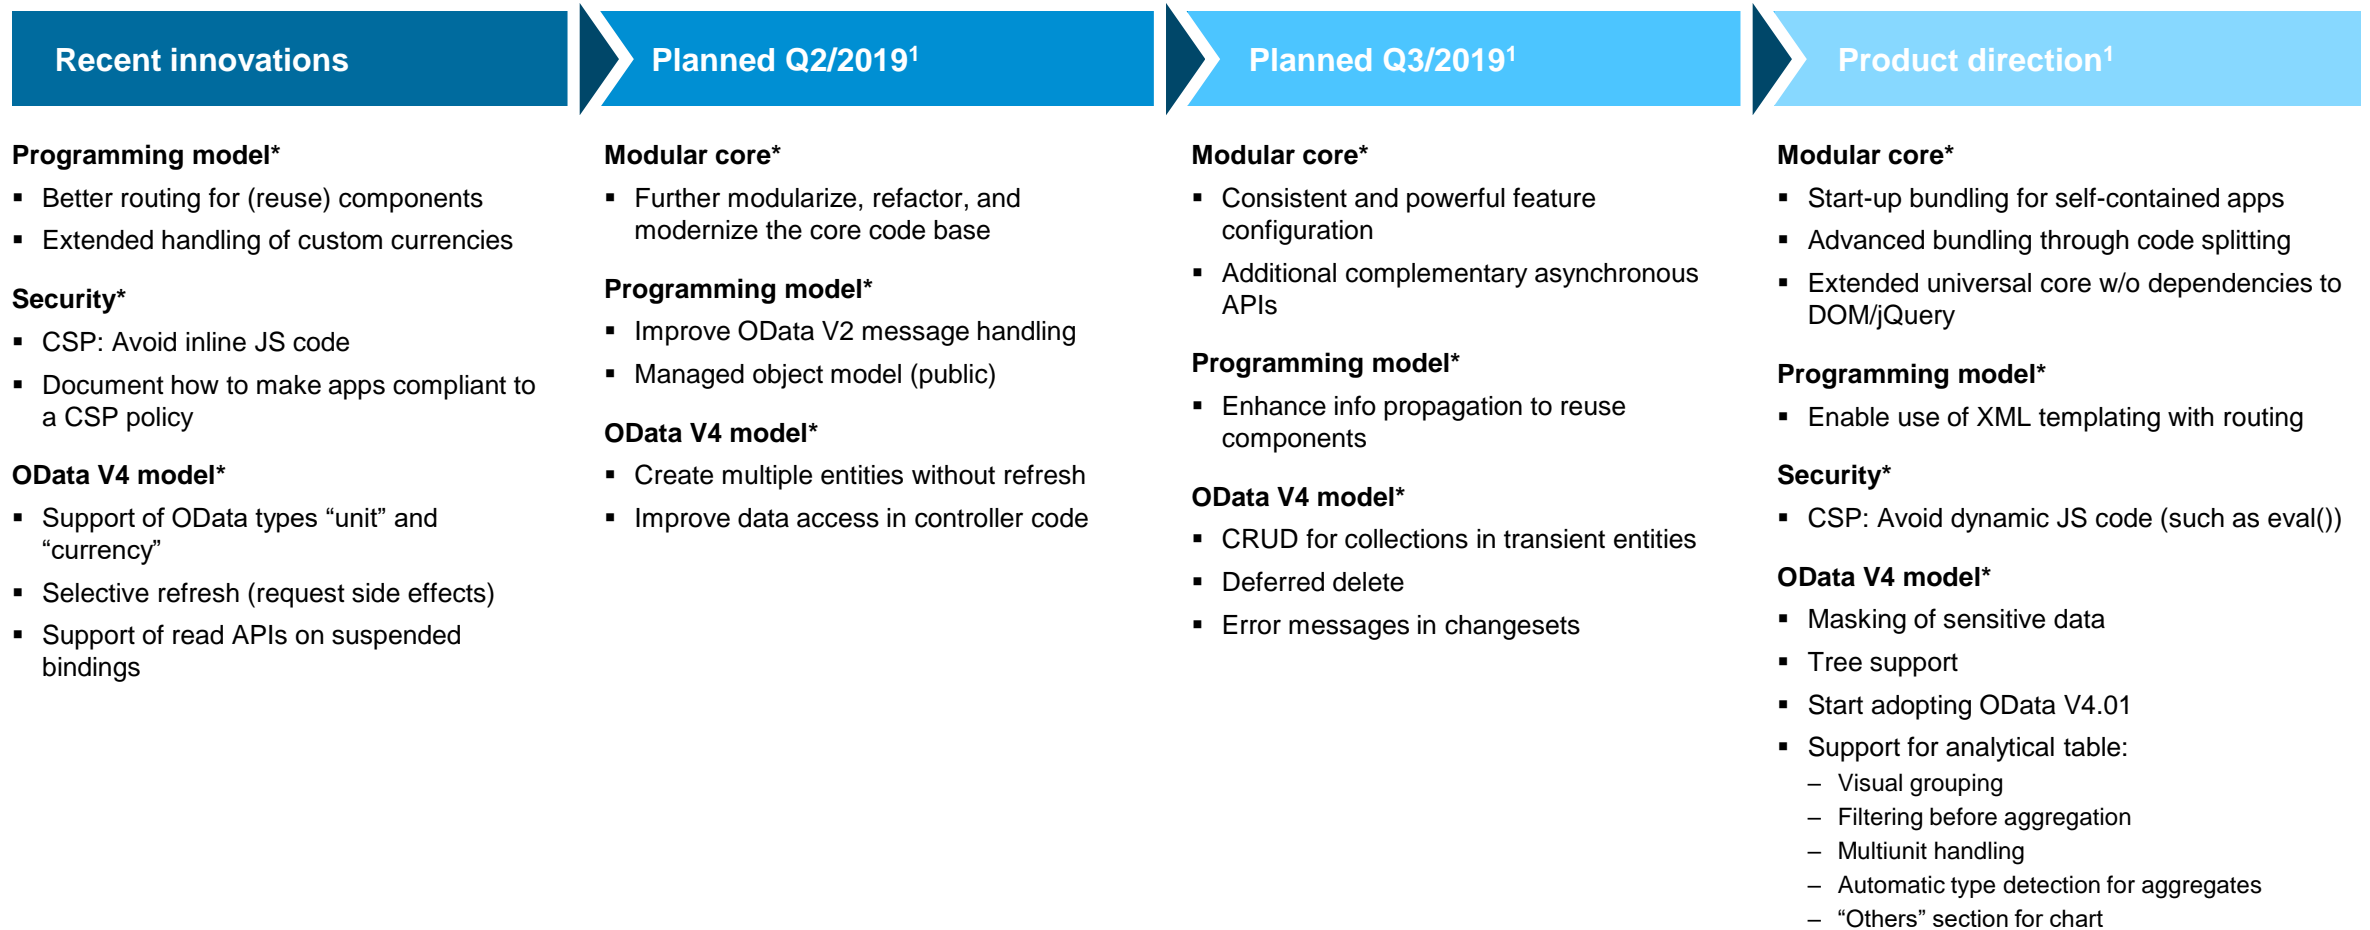 Recent innovations
Planned Q2/2019¹
Planned Q3/2019¹
Product direction¹
Programming model*
▪ Better routing for (reuse) components
▪ Extended handling of custom currencies
Security*
▪ CSP: Avoid inline JS code
▪ Document how to make apps compliant to
a CSP policy
OData V4 model*
▪ Support of OData types “unit” and
“currency”
▪ Selective refresh (request side effects)
▪ Support of read APIs on suspended
bindings
Modular core*
▪ Further modularize, refactor, and
modernize the core code base
Programming model*
▪ Improve OData V2 message handling
▪ Managed object model (public)
OData V4 model*
▪ Create multiple entities without refresh
▪ Improve data access in controller code
Modular core*
▪ Consistent and powerful feature
configuration
▪ Additional complementary asynchronous
APIs
Programming model*
▪ Enhance info propagation to reuse
components
OData V4 model*
▪ CRUD for collections in transient entities
▪ Deferred delete
▪ Error messages in changesets
Modular core*
▪ Start-up bundling for self-contained apps
▪ Advanced bundling through code splitting
▪ Extended universal core w/o dependencies to
DOM/jQuery
Programming model*
▪ Enable use of XML templating with routing
Security*
▪ CSP: Avoid dynamic JS code (such as eval())
OData V4 model*
▪ Masking of sensitive data
▪ Tree support
▪ Start adopting OData V4.01
▪ Support for analytical table:
– Visual grouping
– Filtering before aggregation
– Multiunit handling
– Automatic type detection for aggregates
– “Others” section for chart